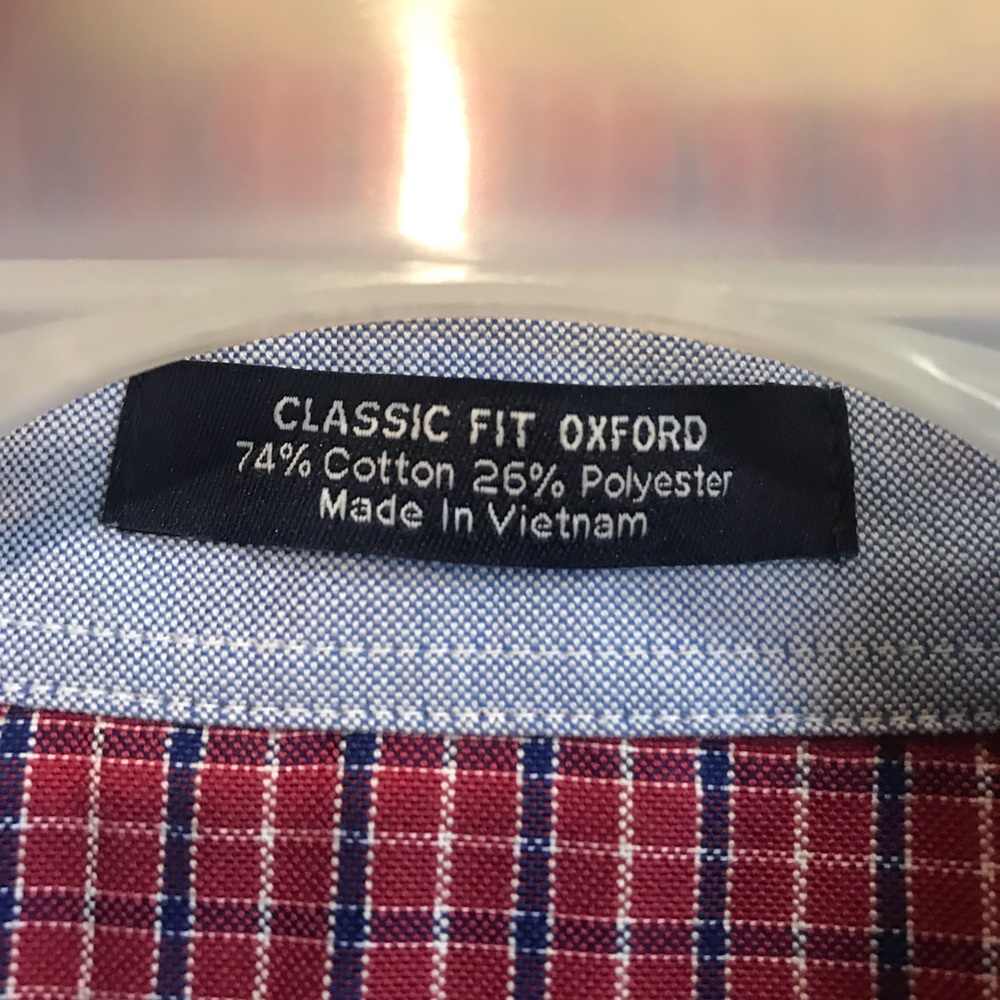 CLASSIC FIT OXFORD
74% Cotton 26% Polyester
Made In Vietnam